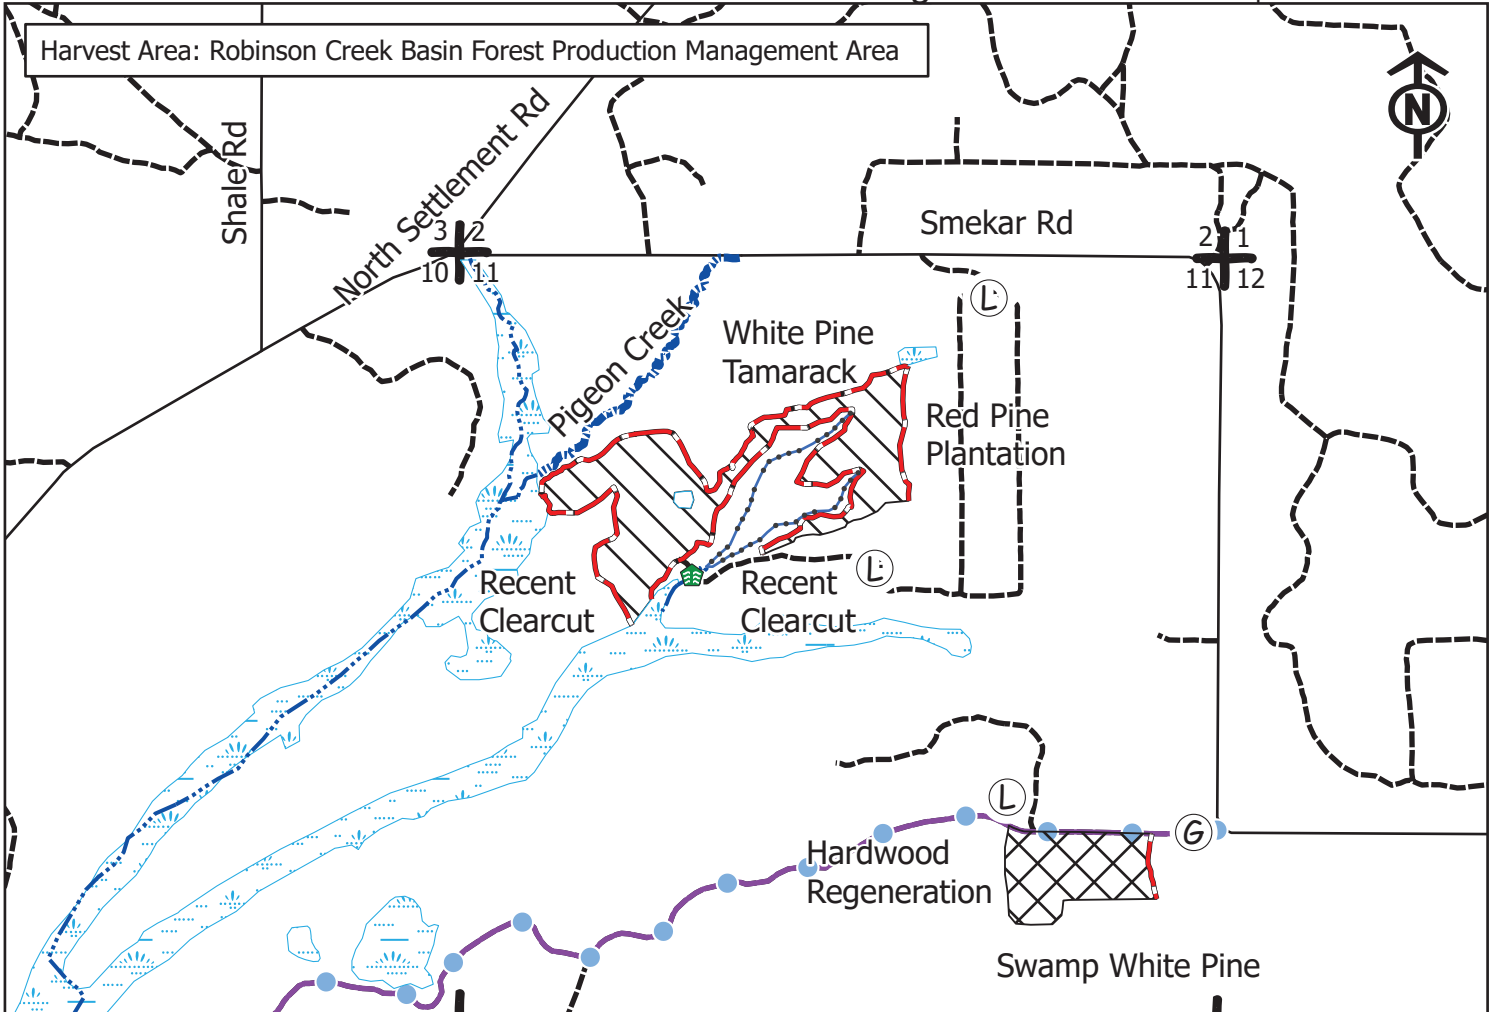 Harvest Area: Robinson Creek Basin Forest Production Management Area
N
Shaler Rd
North Settlement Rd
3 2
10 11
Smekar Rd
2 1
11 12
L
Pigeon Creek
White Pine
Tamarack
Red Pine
Plantation
L
Recent
Clearcut
Recent
Clearcut
L
G
Hardwood
Regeneration
Swamp White Pine